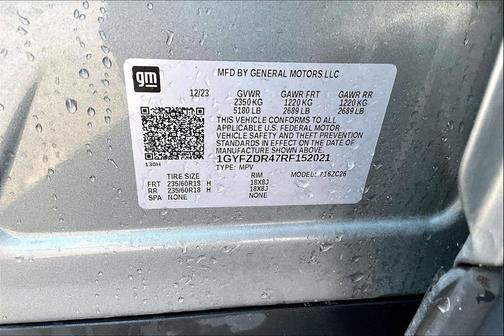 gm
MFD BY GENERAL MOTORS LLC
12/23 GVWR GAWR FRT GAWR RR
2350 KG 1220 KG 1220 KG
5180 LB 2689 LB 2689 LB
THIS VEHICLE CONFORMS TO ALL
APPLICABLE U.S. FEDERAL MOTOR
VEHICLE SAFETY AND THEFT PREVENTION
STANDARDS IN EFFECT ON THE DATE
OF MANUFACTURE SHOWN ABOVE.
1GYFZDR47RF152021
TYPE: MPV
TIRE SIZE RIM MODEL:
FRT 235/60R18 H 18X8J
RR 235/60R18 H 18X8J
SPA NONE NONE